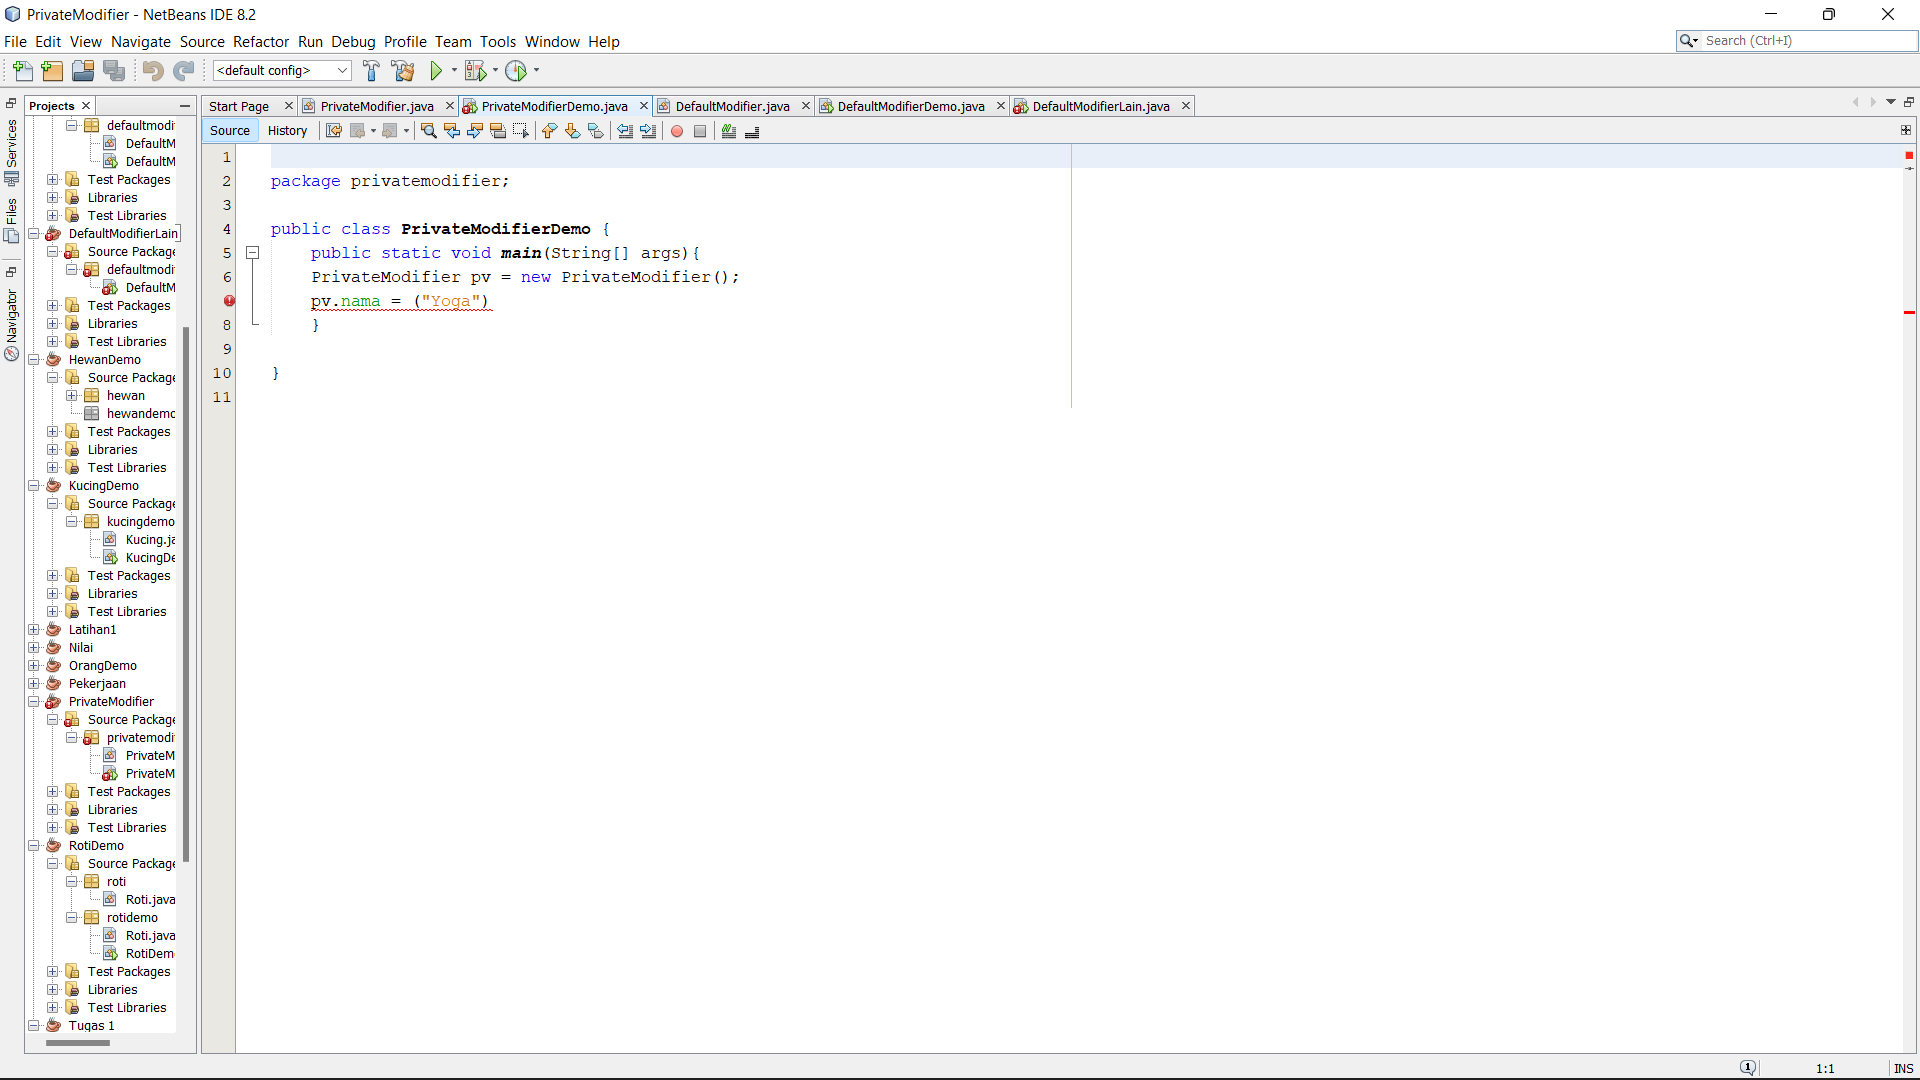 PrivateModifier - NetBeans IDE 8.2
File Edit View Navigate Source Refactor Run Debug Profile Team Tools Window Help
Search (Ctrl+I)
<default config>
Projects
Start Page
PrivateModifier.java
PrivateModifierDemo.java
DefaultModifier.java
DefaultModifierDemo.java
DefaultModifierLain.java
Source History
Services
Files
Navigator
defaultmodi
DefaultM
DefaultM
Test Packages
Libraries
Test Libraries
DefaultModifierLain
Source Package
defaultmodi
DefaultM
Test Packages
Libraries
Test Libraries
HewanDemo
Source Package
hewan
hewandemo
Test Packages
Libraries
Test Libraries
KucingDemo
Source Package
kucingdemo
Kucing.ja
KucingDe
Test Packages
Libraries
Test Libraries
Latihan1
Nilai
OrangDemo
Pekerjaan
PrivateModifier
Source Package
privatemodi
PrivateM
PrivateM
Test Packages
Libraries
Test Libraries
RotiDemo
Source Package
roti
Roti.java
rotidemo
Roti.java
RotiDem
Test Packages
Libraries
Test Libraries
Tugas 1
1
2 package privatemodifier;
3
4 public class PrivateModifierDemo {
5 public static void main(String[] args){
6 PrivateModifier pv = new PrivateModifier();
pv.nama = ("Yoga")
8 }
9
10 }
11
1
1:1
INS